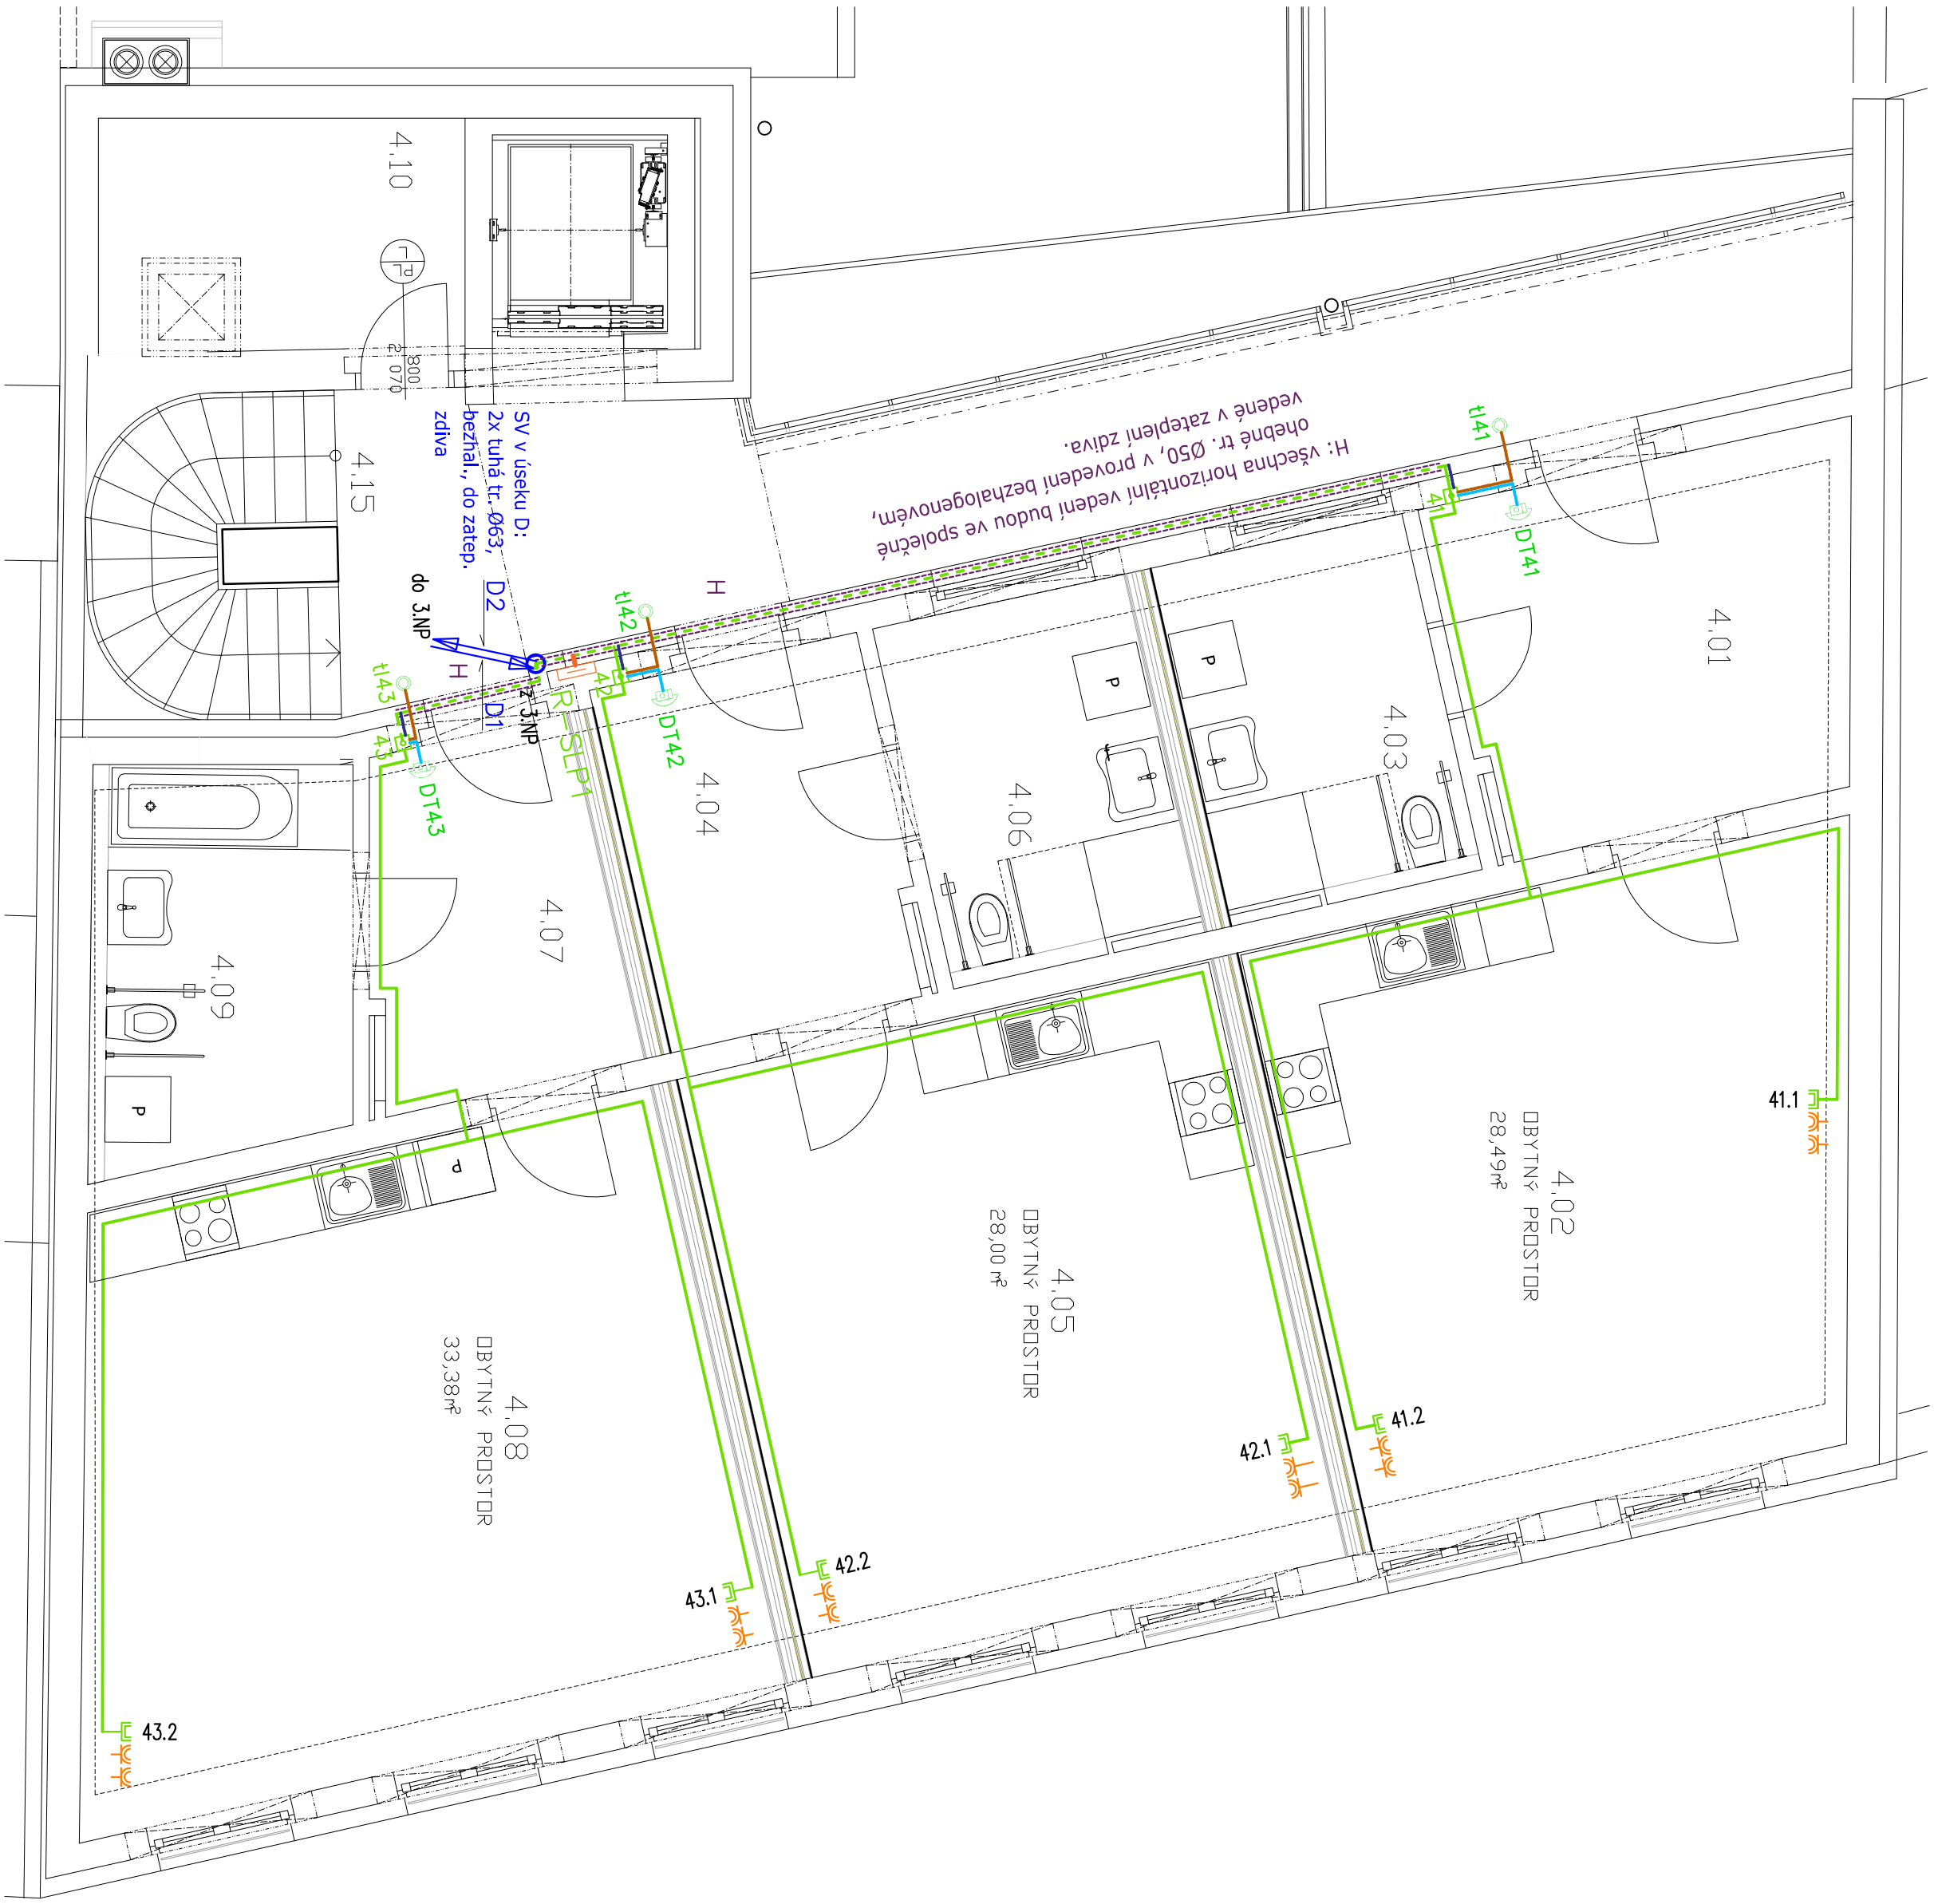 4.10
P
L
800
2 070
4.15
SV v úseku D:
2x tuhá tr. Ø63,
bezhal., do zatep.
zdiva
D2
do 3.NP
H
D1
z 3.NP
R-SLP1
H
H: všechna horizontální vedení budou ve společné
ohebné tr. Ø50, v provedení bezhalogenovém,
vedené v zateplení zdiva.
tl41
41
DT41
tl42
42
DT42
tl43
43
DT43
4.01
4.03
P
P
4.06
4.04
4.07
4.09
P
P
41.1
4.02
OBYTNÝ PROSTOR
28,49m²
4.05
OBYTNÝ PROSTOR
28,00 m²
4.08
OBYTNÝ PROSTOR
33,38m²
41.2
42.1
42.2
43.1
43.2